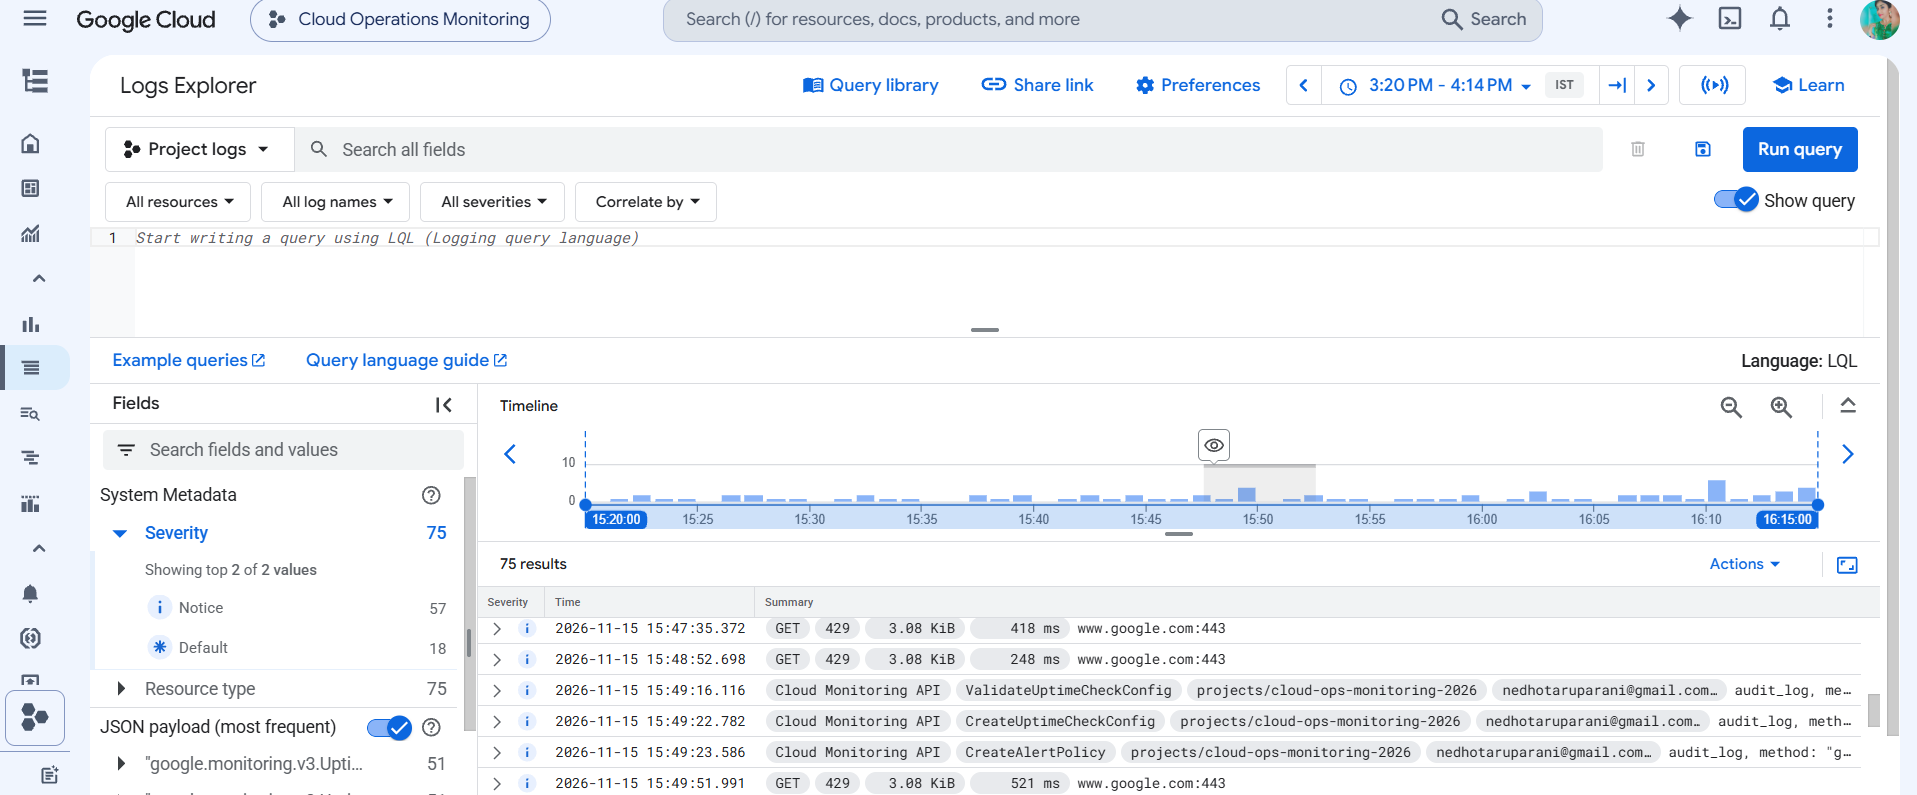 Google Cloud
Cloud Operations Monitoring
Search (/) for resources, docs, products, and more
Search
Logs Explorer
Query library
Share link
Preferences
3:20 PM - 4:14 PM
IST
Learn
Project logs
Search all fields
Run query
All resources
All log names
All severities
Correlate by
Show query
1 Start writing a query using LQL (Logging query language)
Example queries
Query language guide
Language: LQL
Fields
Search fields and values
System Metadata
Severity 75
Showing top 2 of 2 values
Notice 57
Default 18
Resource type 75
JSON payload (most frequent)
"google.monitoring.v3.Upti... 51
Timeline
10
0
15:20:00 15:25 15:30 15:35 15:40 15:45 15:50 15:55 16:00 16:05 16:10 16:15:00
75 results
Actions
Severity Time Summary
2026-11-15 15:47:35.372 GET 429 3.08 KiB 418 ms www.google.com:443
2026-11-15 15:48:52.698 GET 429 3.08 KiB 248 ms www.google.com:443
2026-11-15 15:49:16.116 Cloud Monitoring API ValidateUptimeCheckConfig projects/cloud-ops-monitoring-2026 nedhotaruparani@gmail.com… audit_log, me…
2026-11-15 15:49:22.782 Cloud Monitoring API CreateUptimeCheckConfig projects/cloud-ops-monitoring-2026 nedhotaruparani@gmail.com… audit_log, meth…
2026-11-15 15:49:23.586 Cloud Monitoring API CreateAlertPolicy projects/cloud-ops-monitoring-2026 nedhotaruparani@gmail.com… audit_log, method: "g…
2026-11-15 15:49:51.991 GET 429 3.08 KiB 521 ms www.google.com:443